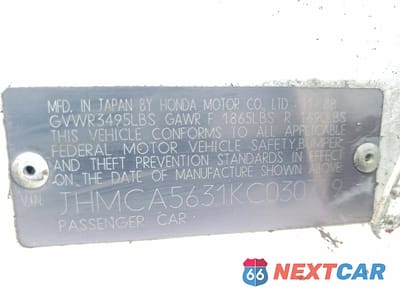 MFD. IN JAPAN BY HONDA MOTOR CO., LTD.
GVWR3495LBS GAWR F 1865LBS R
THIS VEHICLE CONFORMS TO ALL APPLICABLE
FEDERAL MOTOR VEHICLE SAFETY,BUMPER
AND THEFT PREVENTION STANDARDS IN EFFECT
ON THE DATE OF MANUFACTURE SHOWN ABOVE.
VIN
PASSENGER CAR
66 NEXTCAR